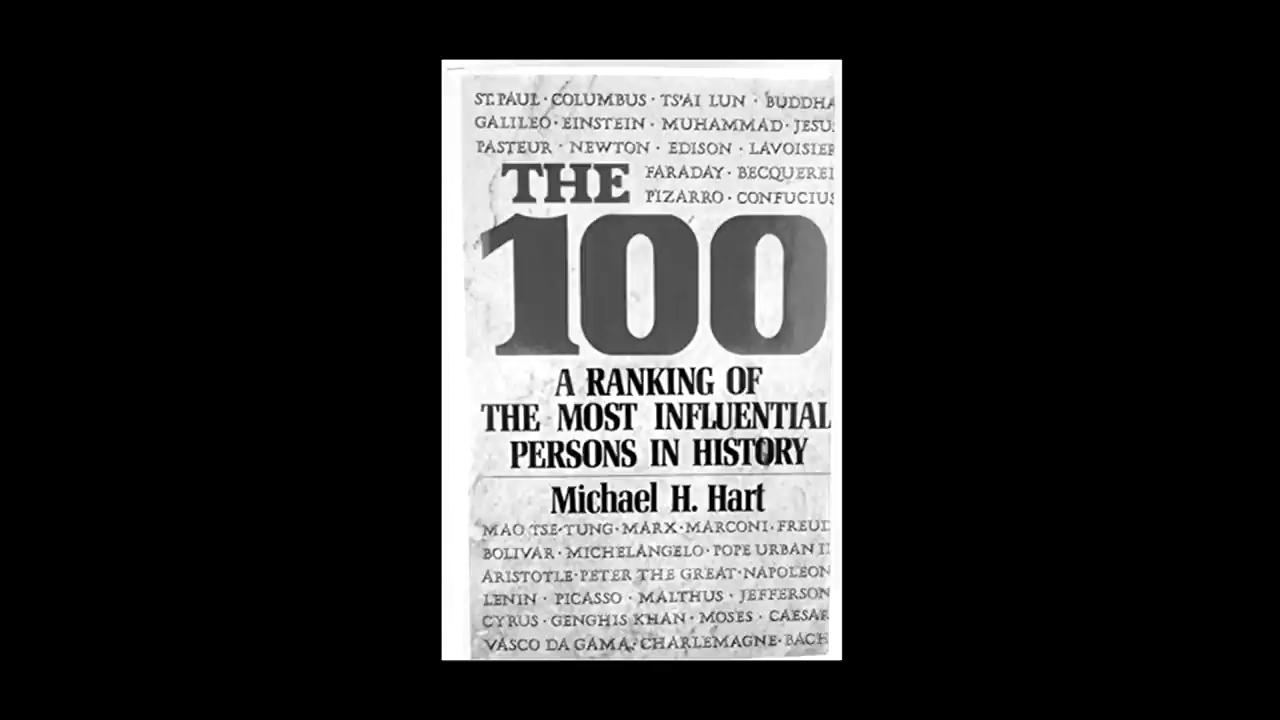 ST. PAUL · COLUMBUS · TS'AI LUN · BUDDHA
GALILEO · EINSTEIN · MUHAMMAD · JESU
PASTEUR · NEWTON · EDISON · LAVOISIER
THE
FARADAY · BECQUEREL
PIZARRO · CONFUCIUS
100
A RANKING OF
THE MOST INFLUENTIAL
PERSONS IN HISTORY
Michael H. Hart
MAO TSE-TUNG · MARX · MARCONI · FREUD
BOLIVAR · MICHELANGELO · POPE URBAN II
ARISTOTLE · PETER THE GREAT · NAPOLEON
LENIN · PICASSO · MALTHUS · JEFFERSON
CYRUS · GENGHIS KHAN · MOSES · CAESAR
VASCO DA GAMA · CHARLEMAGNE · BACH